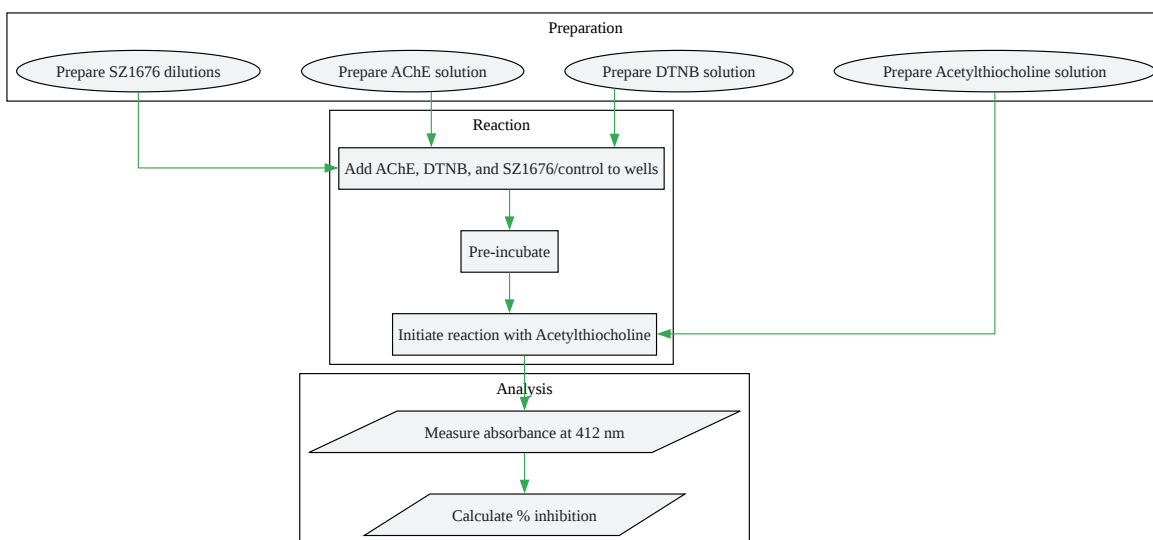 Preparation
Prepare SZ1676 dilutions
Prepare AChE solution
Prepare DTNB solution
Prepare Acetylthiocholine solution
Reaction
Add AChE, DTNB, and SZ1676/control to wells
Pre-incubate
Initiate reaction with Acetylthiocholine
Analysis
Measure absorbance at 412 nm
Calculate % inhibition